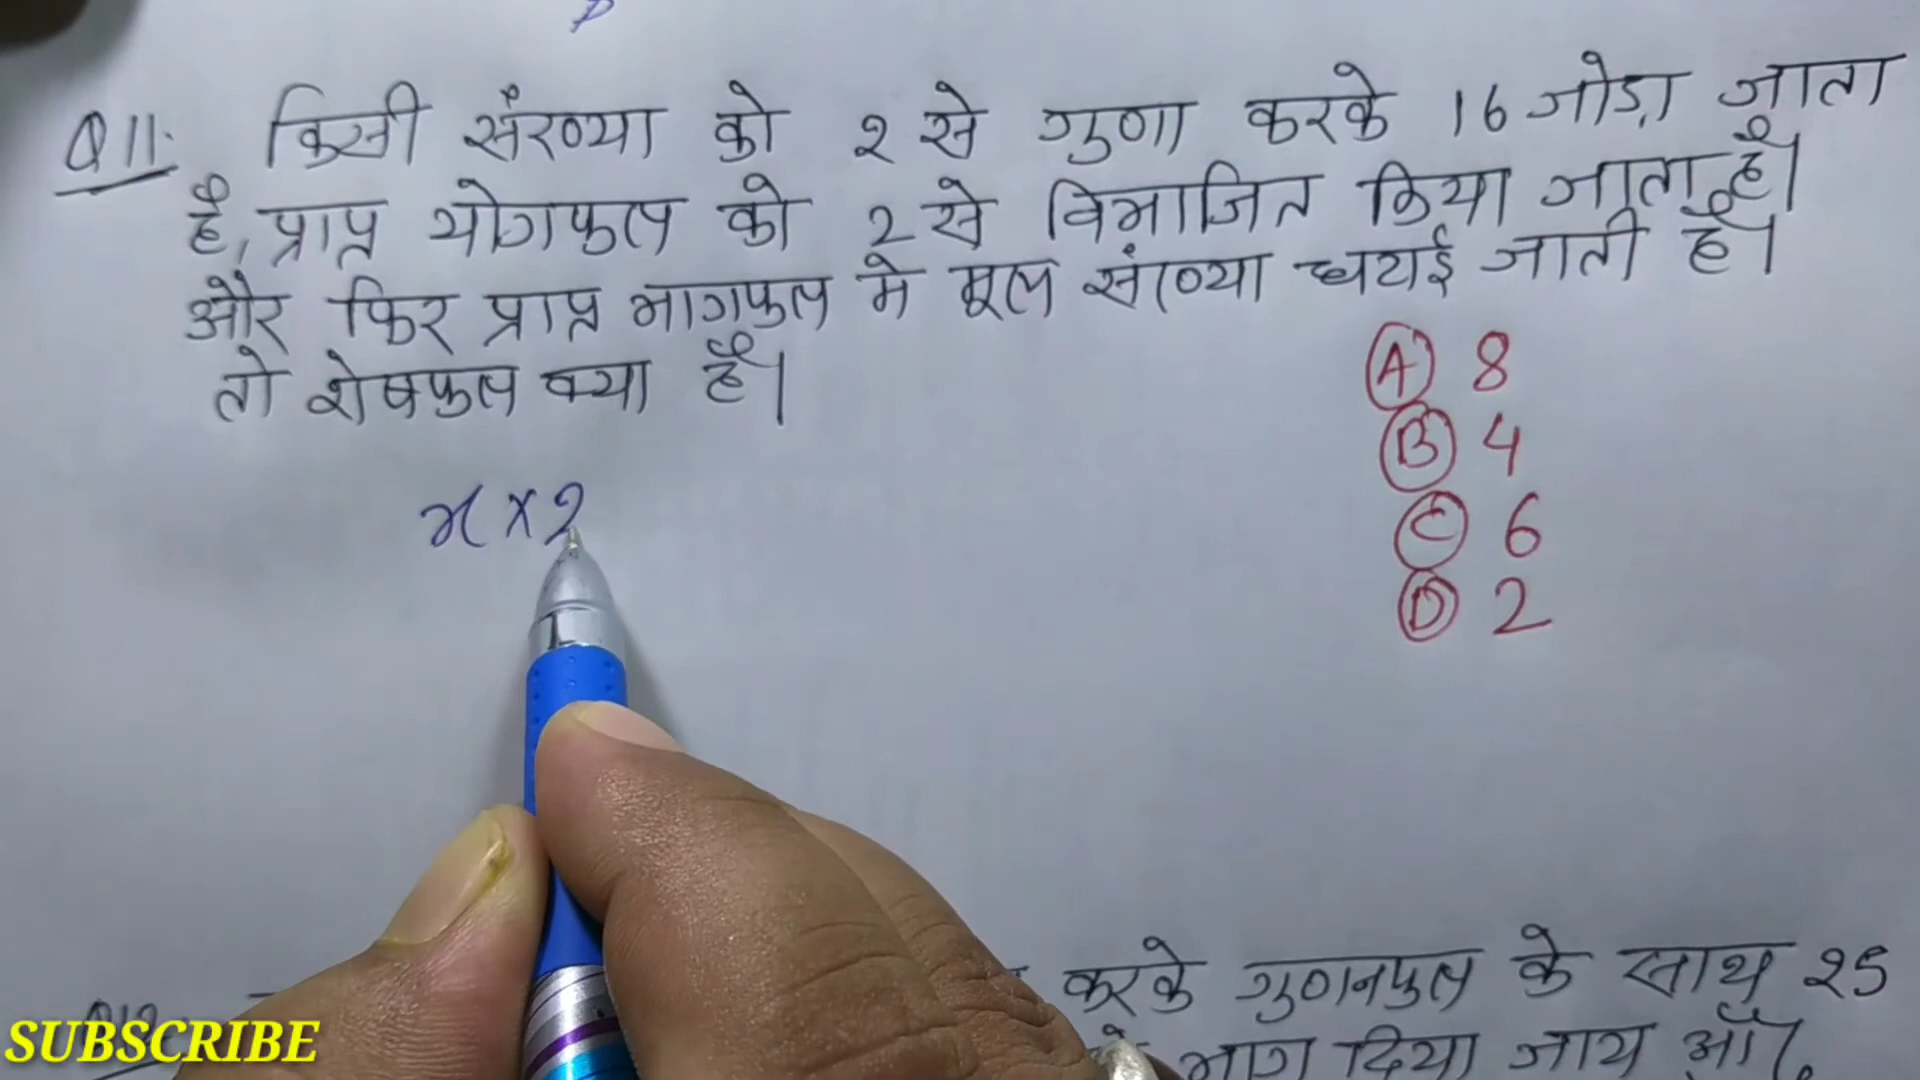 Q11. किसी संख्या को 2 से गुणा करके 16 जोड़ा जाता
है, प्राप्त योगफल को 2 से विभाजित किया जाता है।
और फिर प्राप्त भागफल मे मूल संख्या घटाई जाती है।
तो शेषफल क्या है।
A 8
B 4
C 6
D 2
x × 2
करके गुणनफल के साथ 25
भाग दिया जाय और
SUBSCRIBE